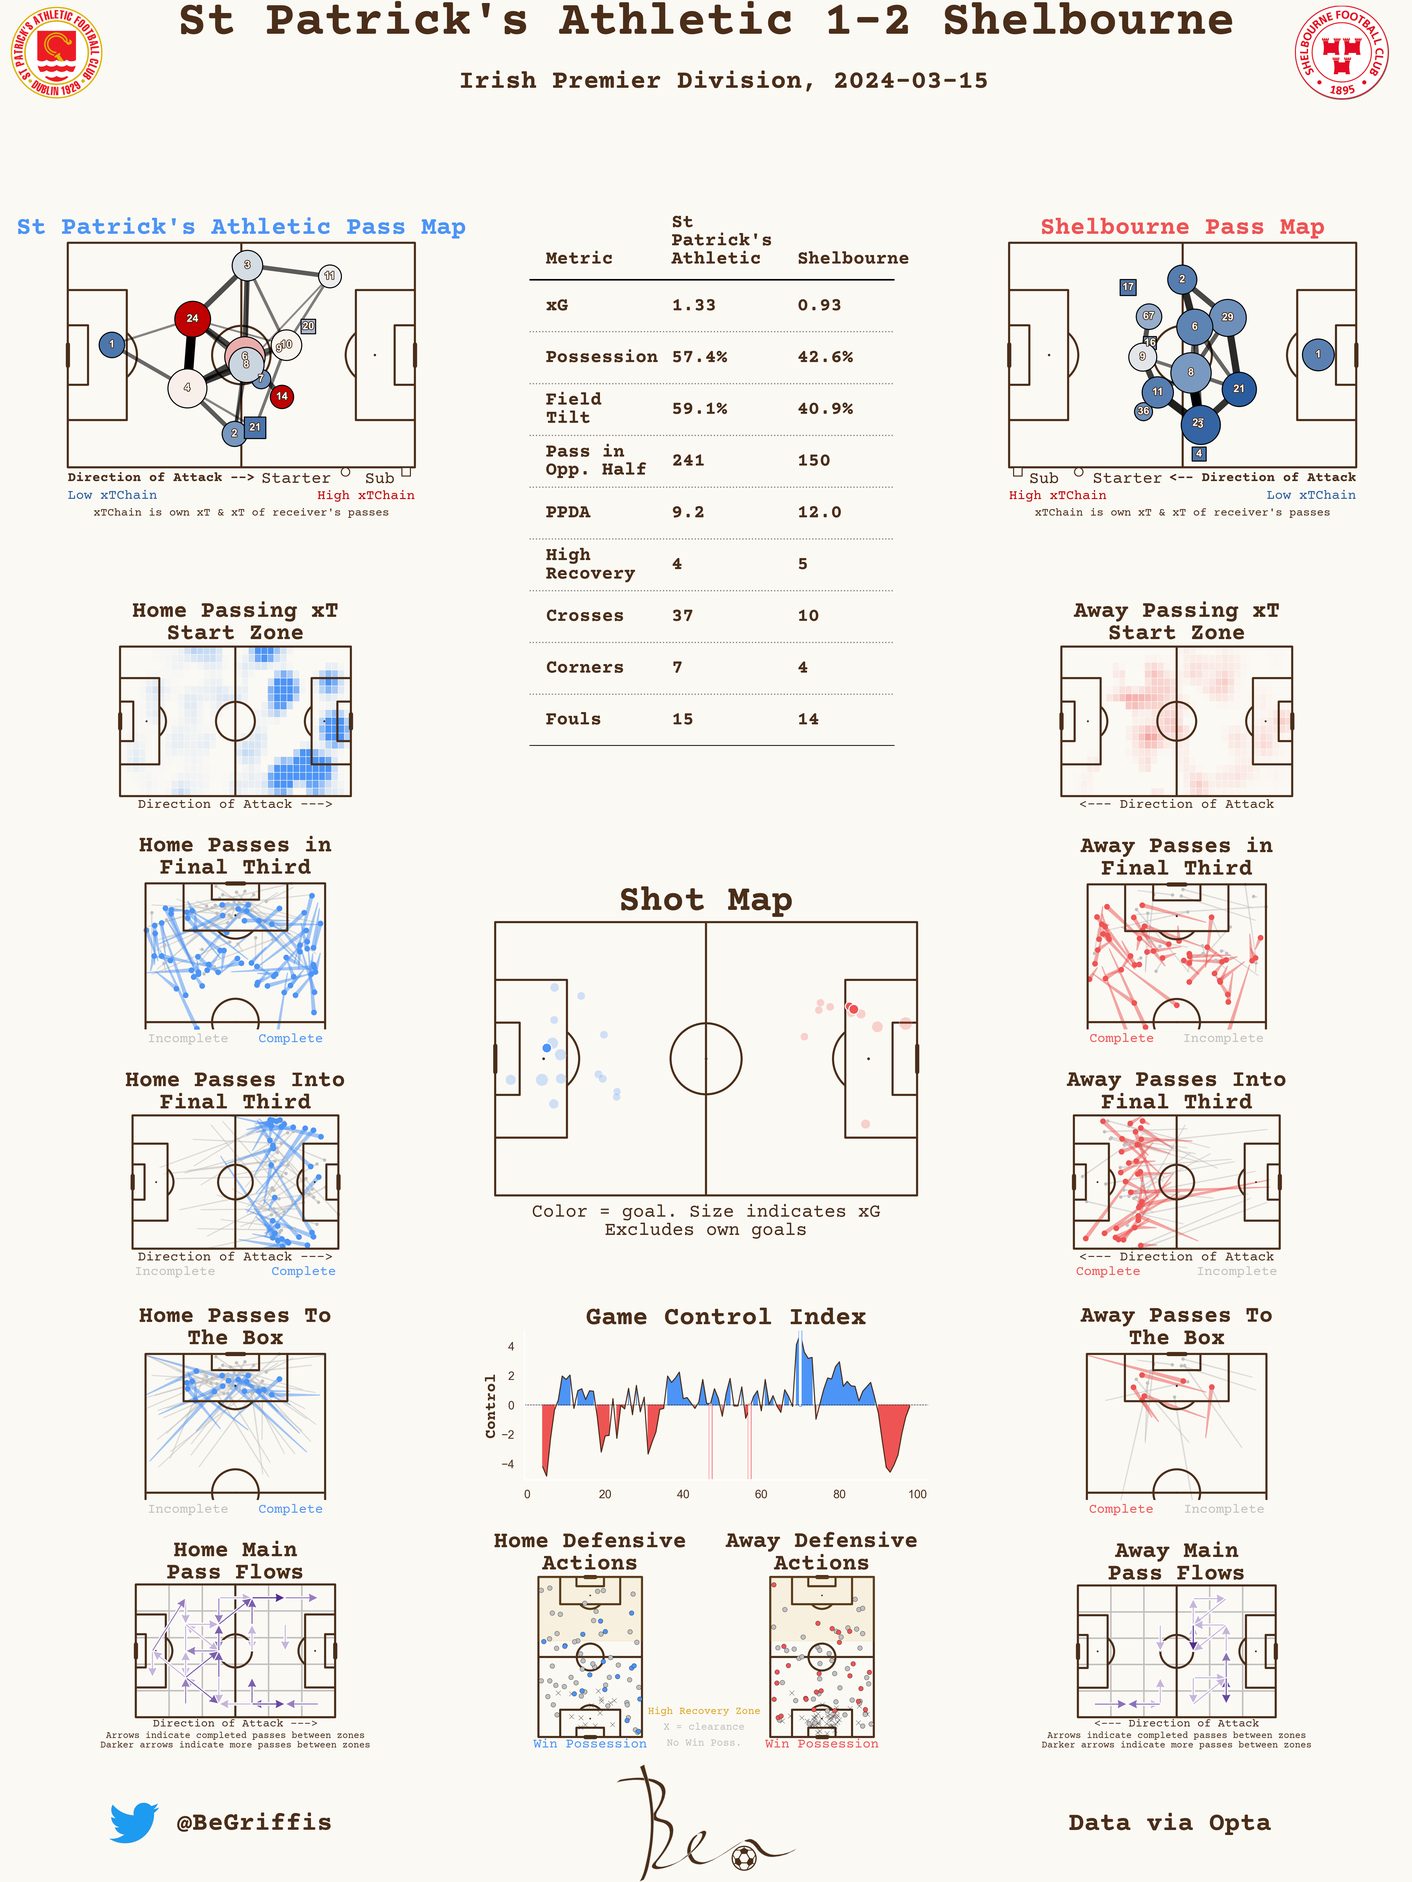 St Patrick's Athletic 1-2 Shelbourne
Irish Premier Division, 2024-03-15
ST PATRICK'S ATHLETIC FOOTBALL CLUB
DUBLIN 1929
SHELBOURNE FOOTBALL CLUB
1895
St Patrick's Athletic Pass Map
3
11
24
20
1
10
6
8
7
4
14
2
21
Direction of Attack --> Starter Sub
Low xTChain High xTChain
xTChain is own xT & xT of receiver's passes
Metric St Patrick's Athletic Shelbourne
xG 1.33 0.93
Possession 57.4% 42.6%
Field Tilt 59.1% 40.9%
Pass in Opp. Half 241 150
PPDA 9.2 12.0
High Recovery 4 5
Crosses 37 10
Corners 7 4
Fouls 15 14
Shelbourne Pass Map
2
17
67
29
6
16
9
1
8
11
21
36
3
4
Sub Starter <-- Direction of Attack
High xTChain Low xTChain
xTChain is own xT & xT of receiver's passes
Home Passing xT
Start Zone
Direction of Attack --->
Away Passing xT
Start Zone
<--- Direction of Attack
Home Passes in
Final Third
Incomplete Complete
Away Passes in
Final Third
Complete Incomplete
Shot Map
Color = goal. Size indicates xG
Excludes own goals
Home Passes Into
Final Third
Direction of Attack --->
Incomplete Complete
Away Passes Into
Final Third
<--- Direction of Attack
Complete Incomplete
Home Passes To
The Box
Incomplete Complete
Game Control Index
Control
4
2
0
−2
−4
0 20 40 60 80 100
Away Passes To
The Box
Complete Incomplete
Home Main
Pass Flows
Direction of Attack --->
Arrows indicate completed passes between zones
Darker arrows indicate more passes between zones
Home Defensive
Actions
Win Possession
Away Defensive
Actions
Win Possession
High Recovery Zone
X = clearance
No Win Poss.
Away Main
Pass Flows
<--- Direction of Attack
Arrows indicate completed passes between zones
Darker arrows indicate more passes between zones
@BeGriffis
Ben
Data via Opta